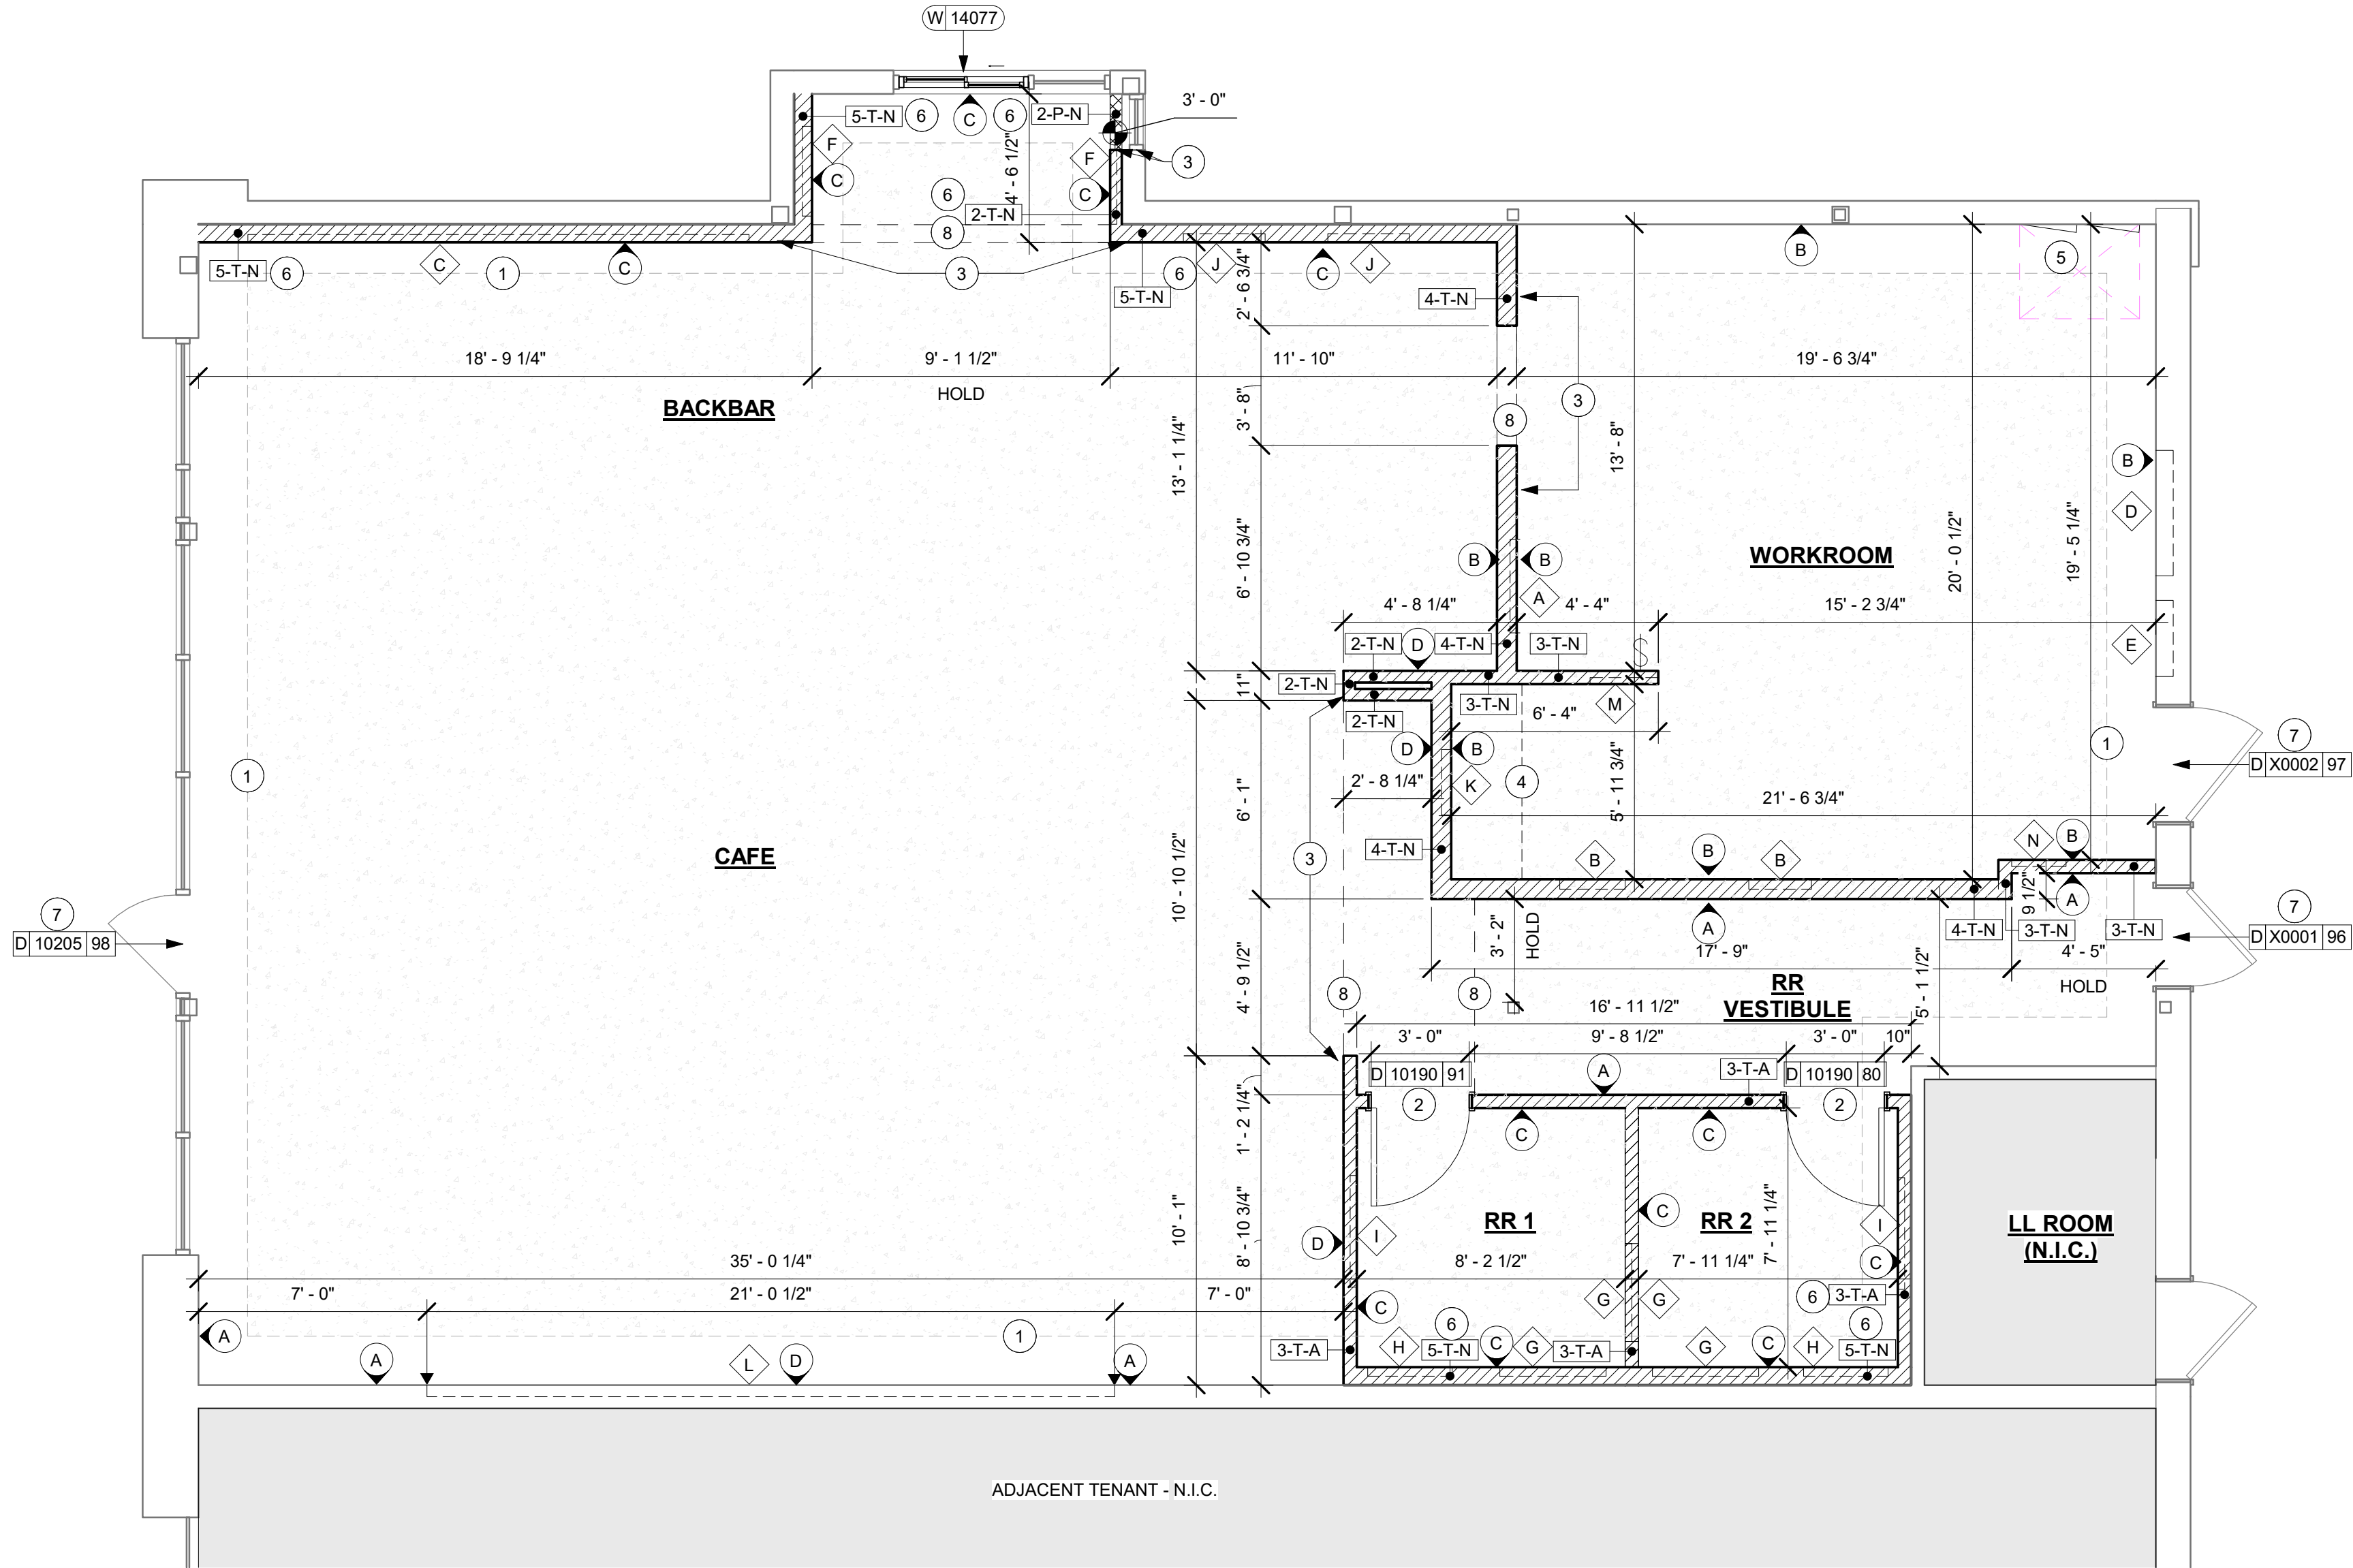 W 14077
5-T-N 6 C 6 2-P-N
3' - 0"
F F 3
4' - 6 1/2"
C 6 C
2-T-N
8
B
5-T-N 6 C 1 C 3 5-T-N 6 J C J 4-T-N 5
2' - 6 3/4"
18' - 9 1/4" 9' - 1 1/2" 11' - 10" 19' - 6 3/4"
HOLD
BACKBAR
3' - 8"
3
8
13' - 1 1/4"
13' - 8"
B
D
6' - 10 3/4"
20' - 0 1/2"
19' - 5 1/4"
WORKROOM
B B
A
4' - 8 1/4" 4' - 4" 15' - 2 3/4"
2-T-N D 4-T-N 3-T-N S
E
2-T-N
11"
3-T-N M
2-T-N
6' - 4"
D B
1
7
D X0002 97
1
2' - 8 1/4" K 4
5' - 11 3/4"
21' - 6 3/4"
6' - 1"
CAFE
3
4-T-N
B B B N B
10' - 10 1/2"
7
D 10205 98
3' - 2"
HOLD
A
9 1/2"
A
4-T-N 3-T-N 3-T-N
7
D X0001 96
17' - 9" 4' - 5"
HOLD
4' - 9 1/2"
8 8
RR
VESTIBULE
5' - 1 1/2"
16' - 11 1/2"
3' - 0" 9' - 8 1/2" 3' - 0" 10"
D 10190 91 A 3-T-A D 10190 80
2 2
1' - 2 1/4"
C C
10' - 1"
8' - 10 3/4"
C
RR 1 RR 2
7' - 11 1/4"
LL ROOM
(N.I.C.)
D I I
C
35' - 0 1/4" 8' - 2 1/2" 7' - 11 1/4"
7' - 0" 21' - 0 1/2" 7' - 0"
G G 6 3-T-A
C
A 1 6 6
A L D A 3-T-A H 5-T-N C G 3-T-A G C H 5-T-N
ADJACENT TENANT - N.I.C.